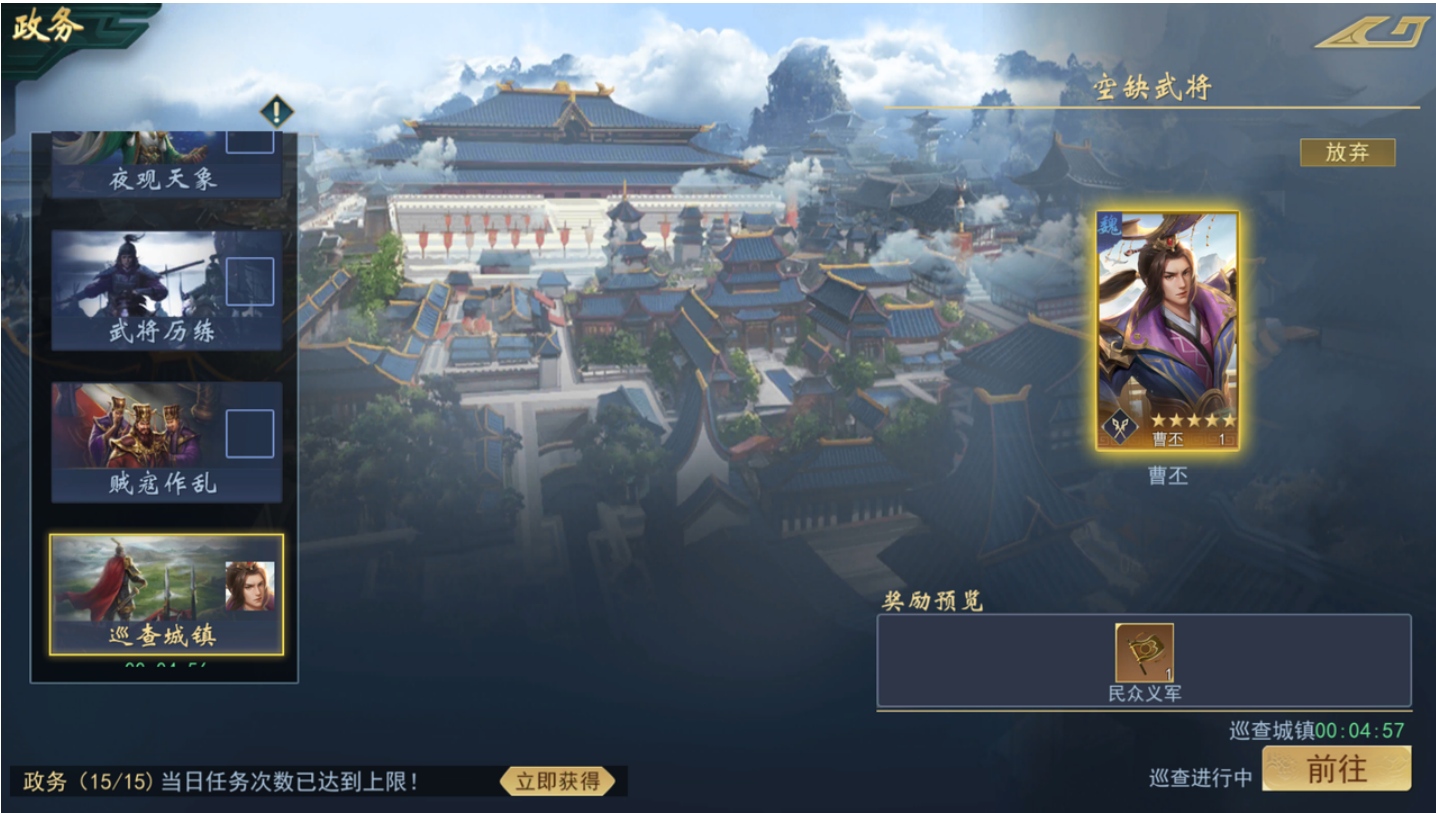 政务
空缺武将
放弃
夜观天象
武将历练
贼寇作乱
巡查城镇
魏
曹丕 1
曹丕
奖励预览
1
民众义军
巡查城镇00:04:57
巡查进行中
前往
政务（15/15）当日任务次数已达到上限！
立即获得